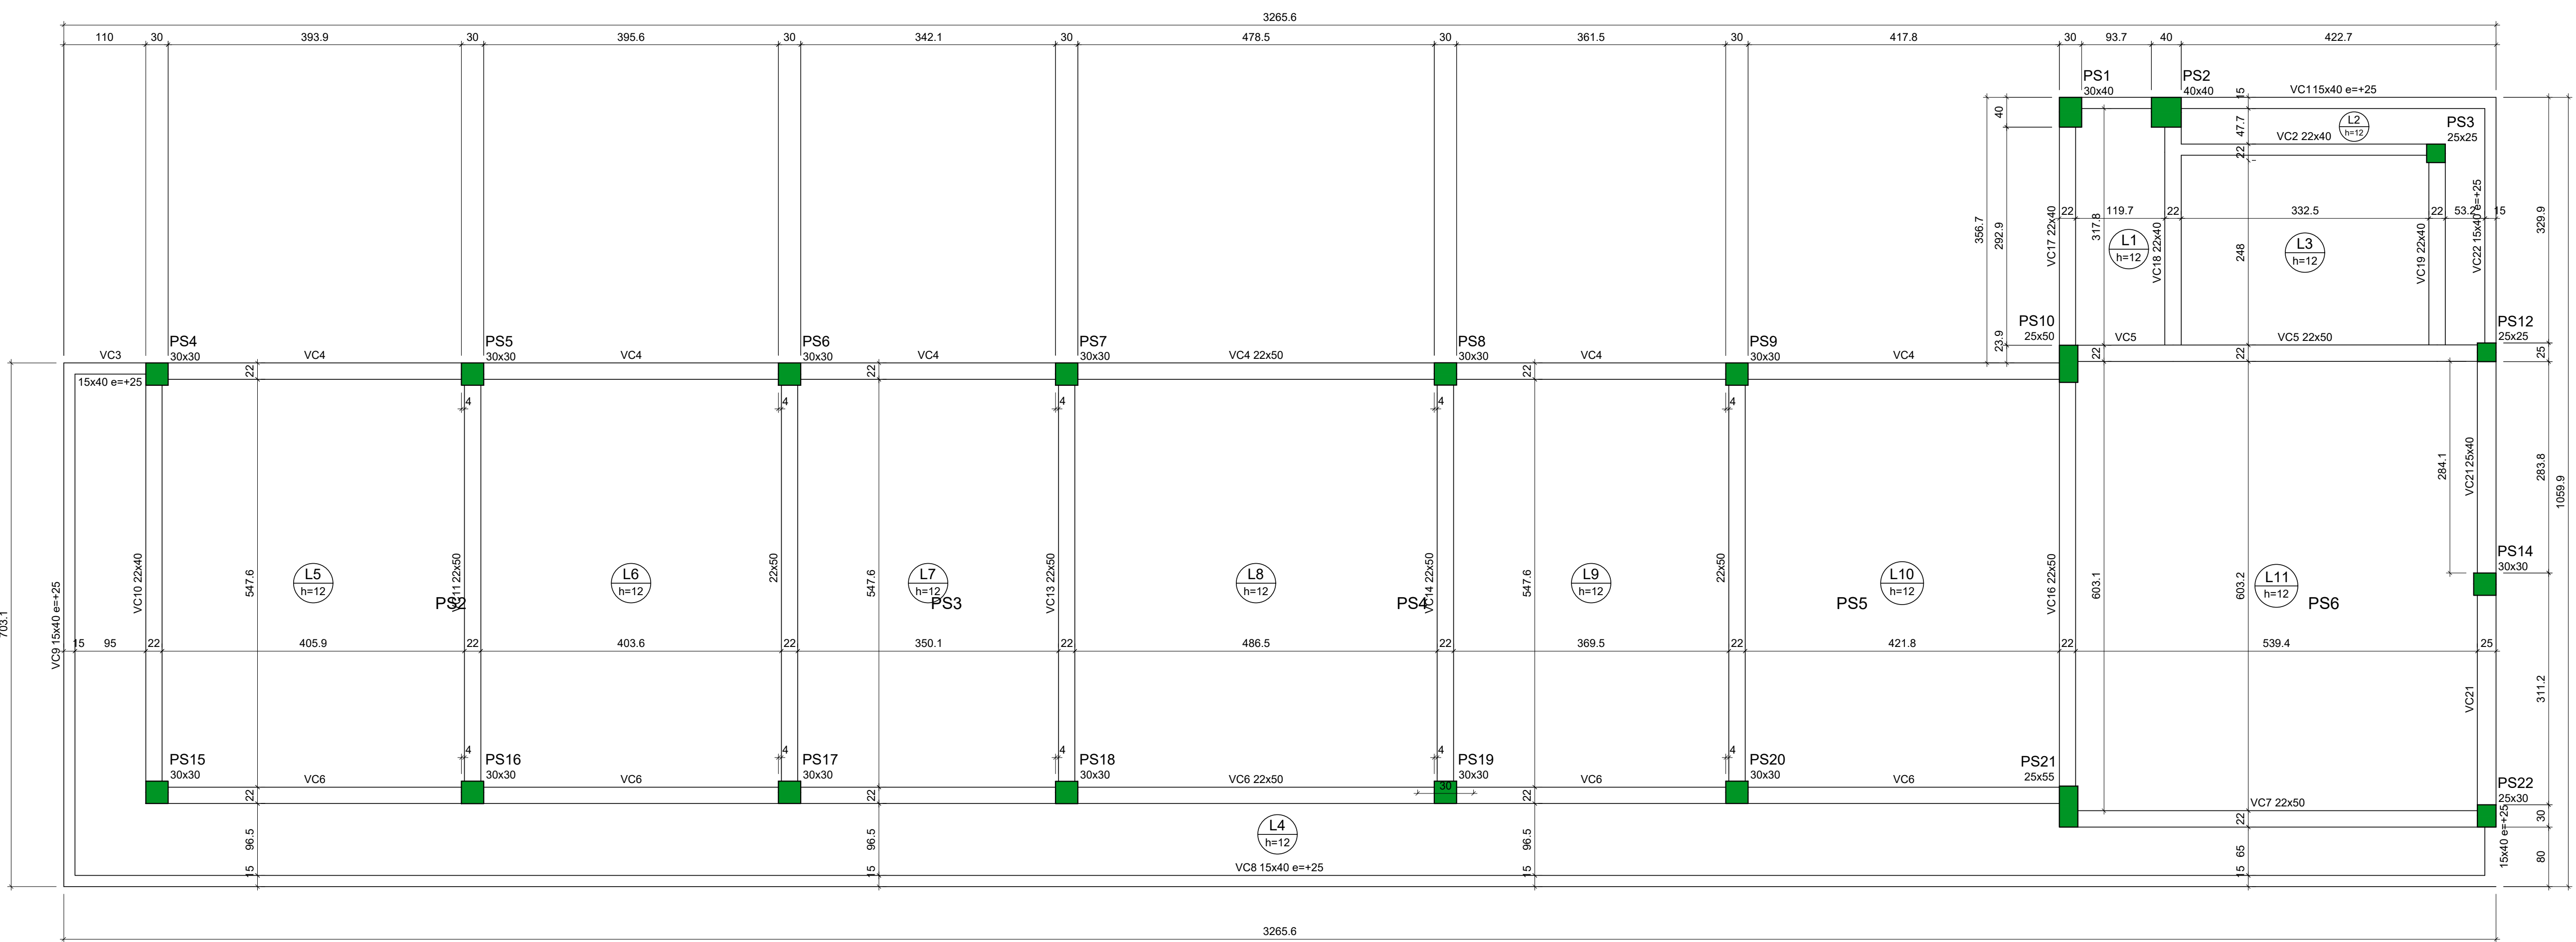 3265.6
110 30 393.9 30 395.6 30 342.1 30 478.5 30 361.5 30 417.8 30 93.7 40 422.7
PS1
30x40
PS2
40x40
VC1 15x40 e=+25
15
40
47.7
L2
h=12
PS3
25x25
VC2 22x40
22
356.7
292.9
VC17 22x40
317.8
22 119.7 22 332.5 22 53.2 15
L1
h=12
VC18 22x40
248
L3
h=12
VC19 22x40
VC22 15x40 e=+25
329.9
23.9
PS10
25x50
VC5
22
22
VC5 22x50
PS12
25x25
25
VC3
15x40 e=+25
PS4
30x30
VC4
22
PS5
30x30
VC4
PS6
30x30
VC4
22
PS7
30x30
VC4 22x50
PS8
30x30
VC4
22
PS9
30x30
VC4
4
4
4
4
4
284.1
VC21 25x40
283.8
1059.9
703.1
VC9 15x40 e=+25
VC10 22x40
547.6
L5
h=12
PS2
VC11 22x50
L6
h=12
22x50
547.6
L7
h=12
PS3
VC13 22x50
L8
h=12
PS4
VC14 22x50
547.6
L9
h=12
22x50
PS5
L10
h=12
VC16 22x50
603.1
603.2
L11
h=12
PS6
PS14
30x30
15 95 22 405.9 22 403.6 22 350.1 22 486.5 22 369.5 22 421.8 22 539.4 25
VC21
311.2
4
4
4
4
4
PS15
30x30
VC6
22
PS16
30x30
VC6
PS17
30x30
22
PS18
30x30
VC6 22x50
PS19
30x30
30
VC6
22
PS20
30x30
VC6
PS21
25x55
VC7 22x50
22
PS22
25x30
30
15x40 e=+25
96.5
96.5
L4
h=12
96.5
65
80
15
15
VC8 15x40 e=+25
15
15
3265.6